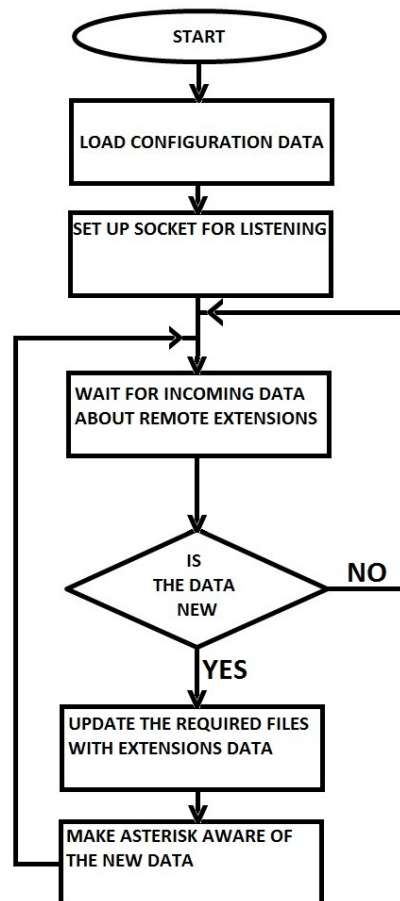 START
LOAD CONFIGURATION DATA
SET UP SOCKET FOR LISTENING
WAIT FOR INCOMING DATA
ABOUT REMOTE EXTENSIONS
IS
THE DATA
NEW
NO
YES
UPDATE THE REQUIRED FILES
WITH EXTENSIONS DATA
MAKE ASTERISK AWARE OF
THE NEW DATA